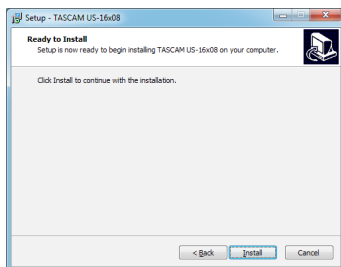 Setup - TASCAM US-16x08
Ready to Install
Setup is now ready to begin installing TASCAM US-16x08 on your computer.
Click Install to continue with the installation.
< Back
Install
Cancel